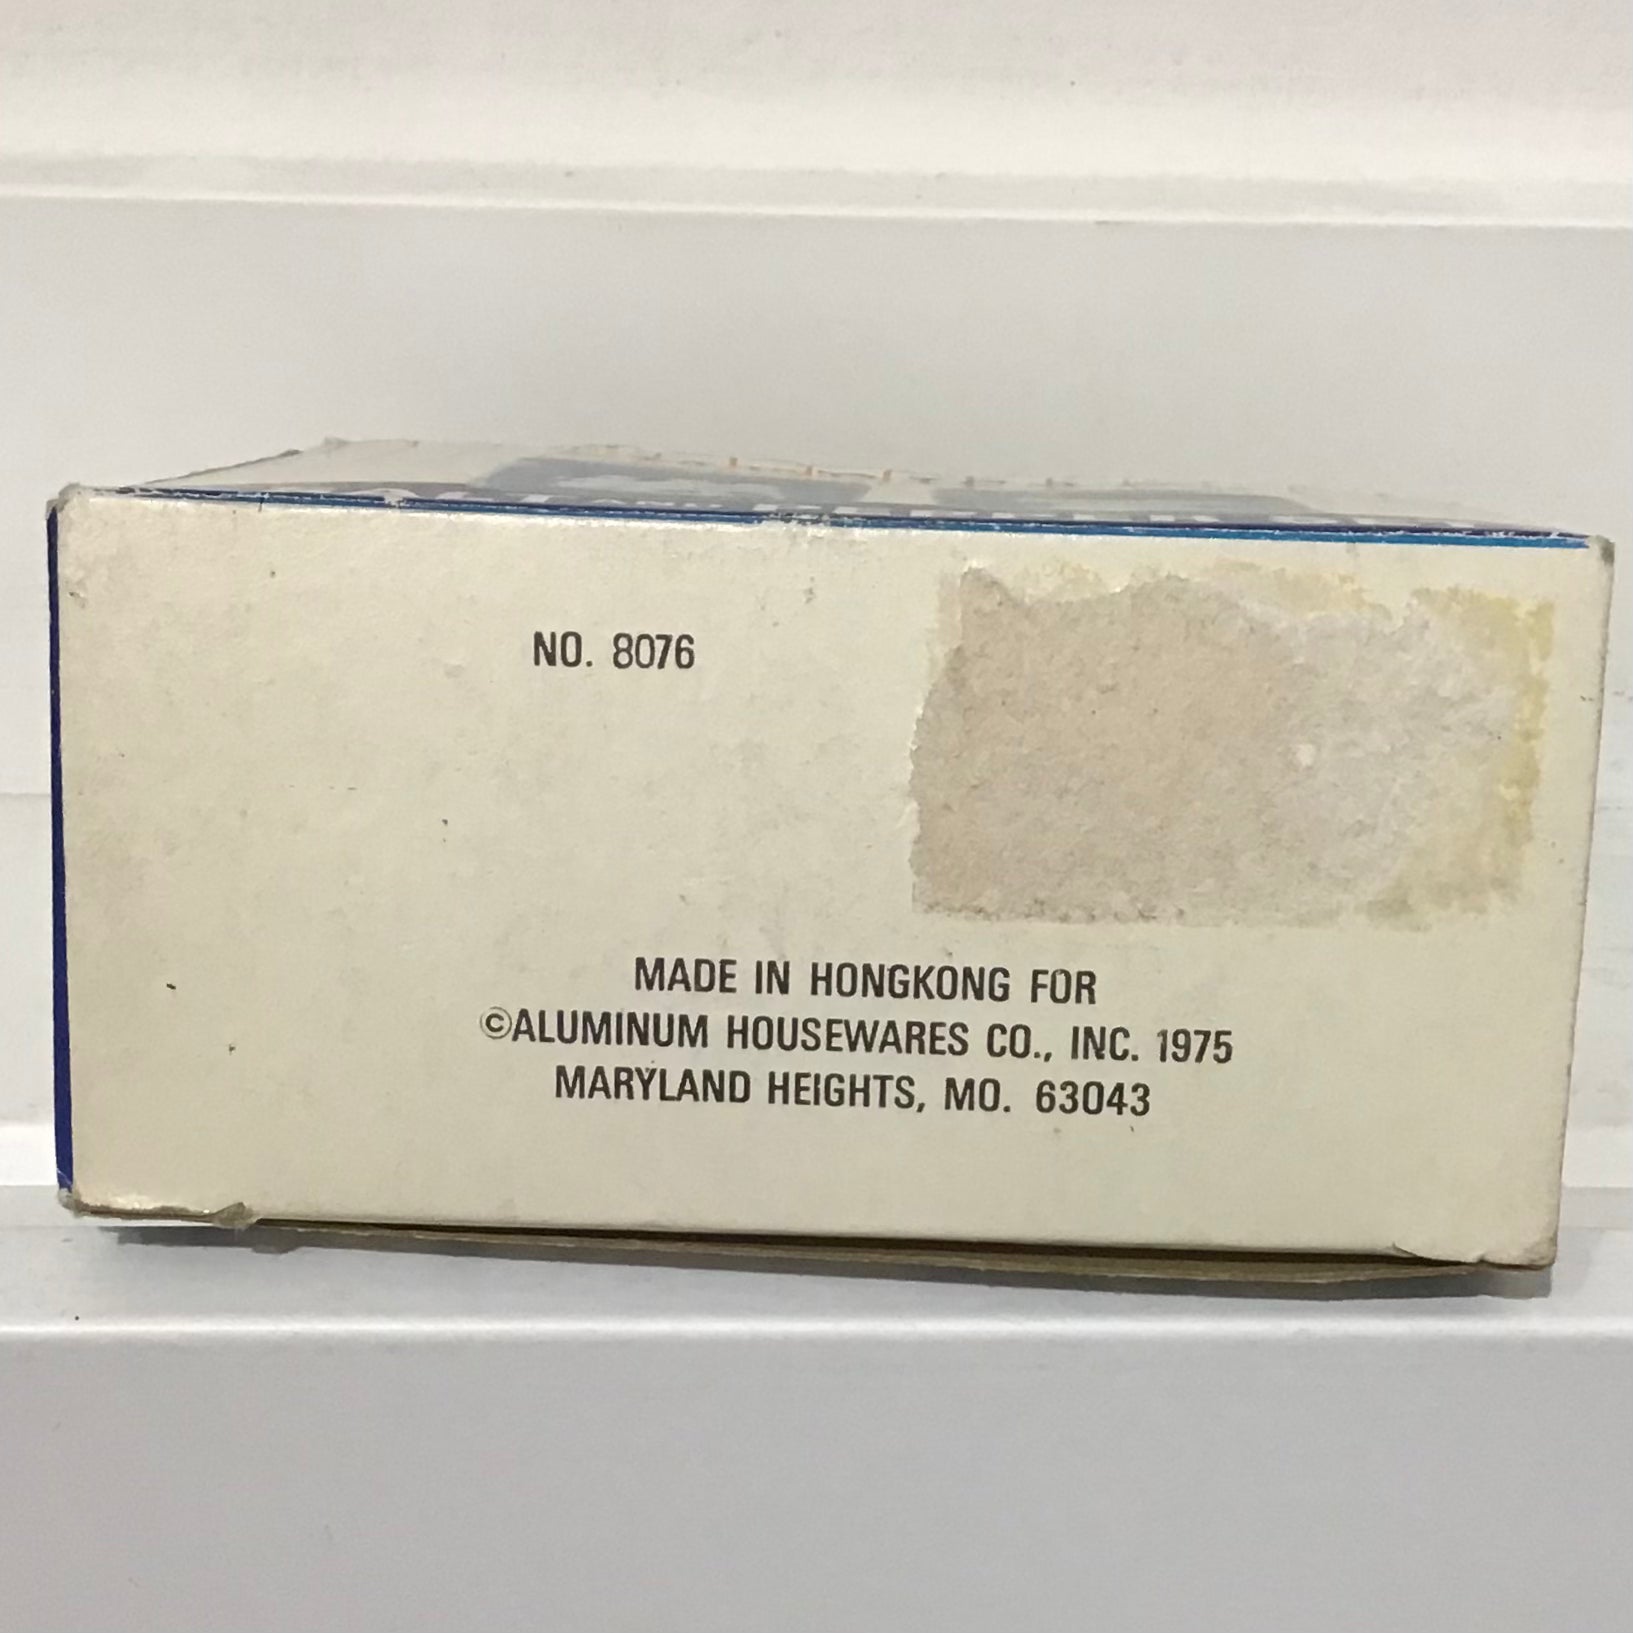 NO. 8076
MADE IN HONGKONG FOR
©ALUMINUM HOUSEWARES CO., INC. 1975
MARYLAND HEIGHTS, MO. 63043